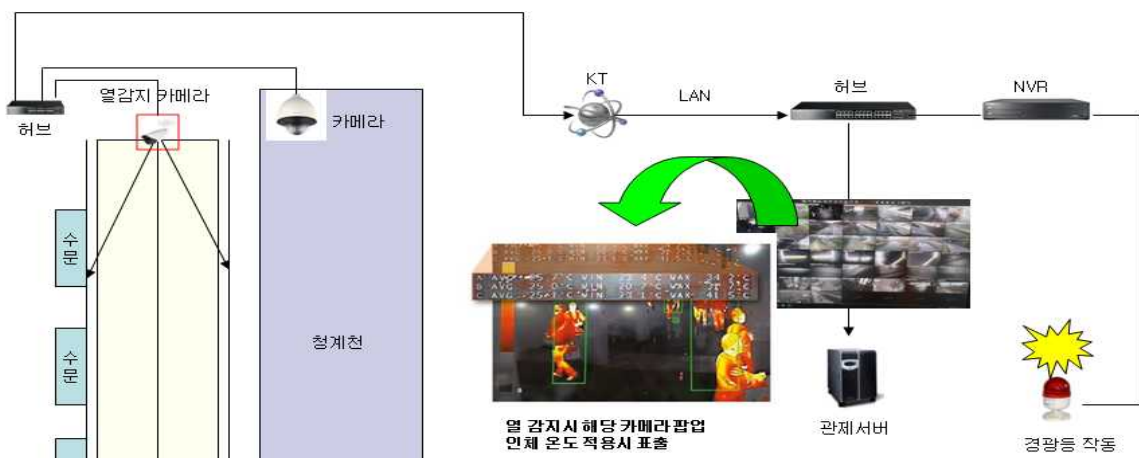 KT
허브
NVR
열감지 카메라
LAN
허브
카메라
수문
청계천
수문
열 감지시 해당 카메라 팝업
인체 온도 적용시 표출
관제서버
경광등 작동